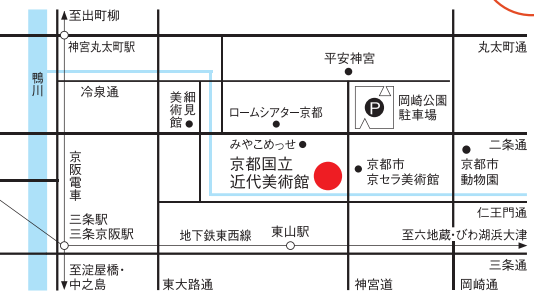 至出町柳
神宮丸太町駅
丸太町通
平安神宮
鴨川
冷泉通
細見
美術館
ロームシアター京都
P
岡崎公園
駐車場
みやこめっせ
二条通
京都国立
近代美術館
京都市
京セラ美術館
京都市
動物園
京阪電車
仁王門通
三条駅
三条京阪駅
地下鉄東西線
東山駅
至六地蔵・びわ湖浜大津
三条通
至淀屋橋・
中之島
東大路通
神宮道
岡崎通